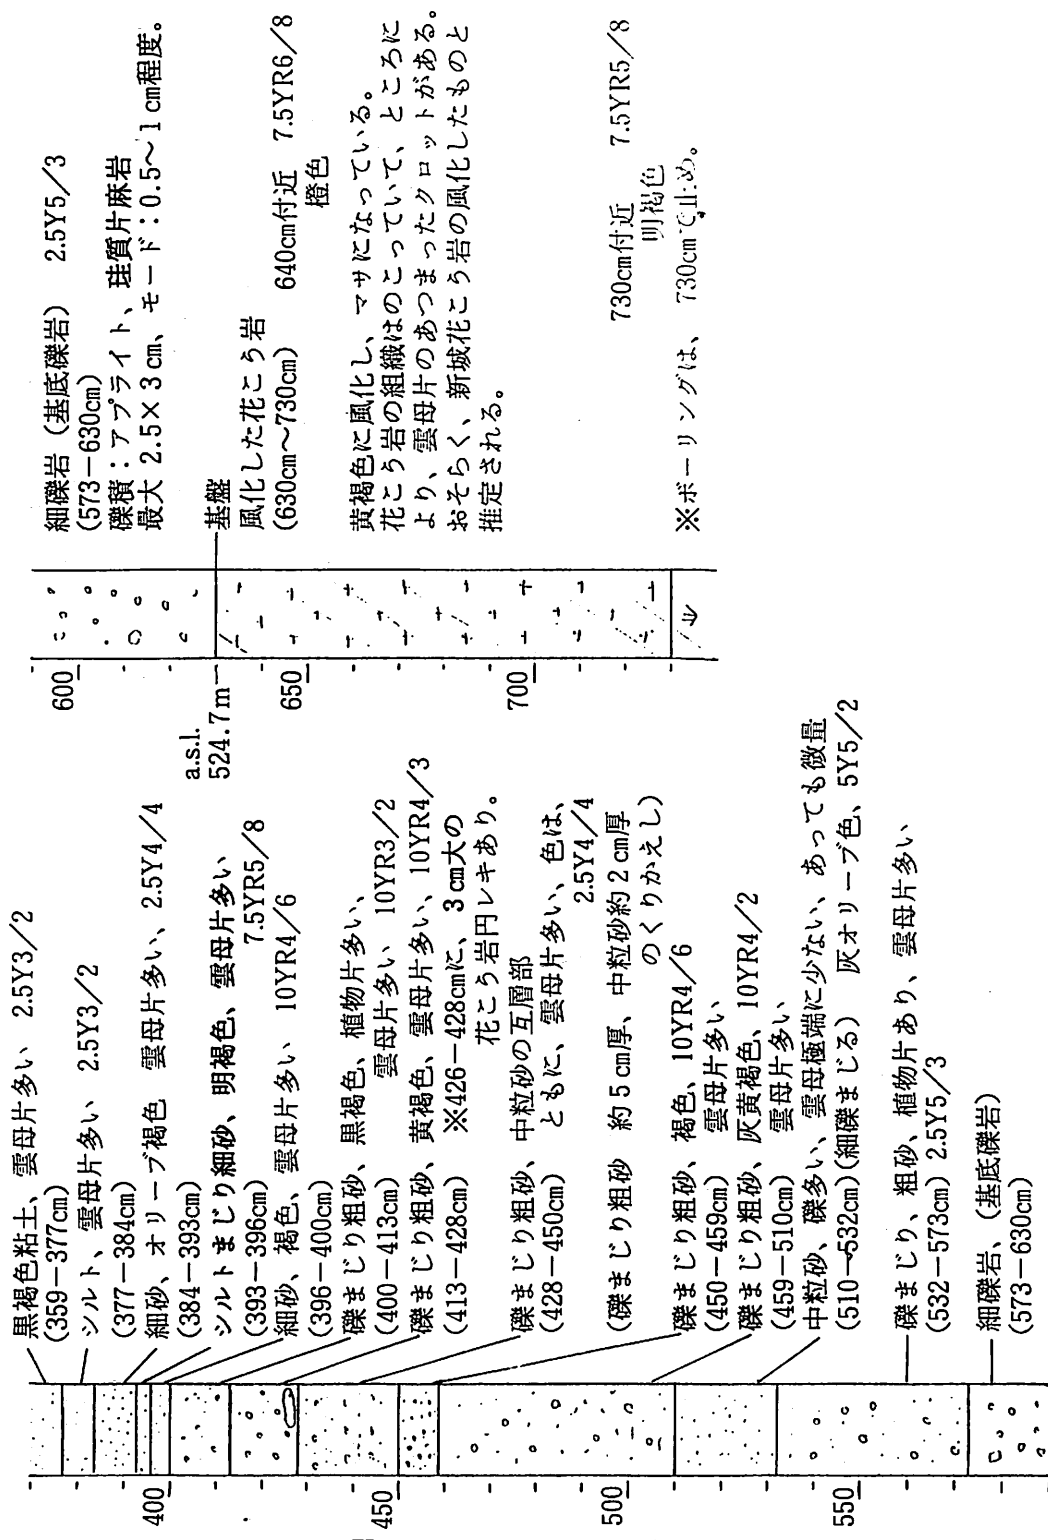 黒褐色粘土、雲母片多い 2.5Y3/2
(359-377cm)
シルト、雲母片多い 2.5Y3/2
(377-384cm)
細砂、オリーブ褐色 雲母片多い、2.5Y4/4
(384-393cm)
シルトまじり細砂、明褐色、雲母片多い
(393-396cm) 7.5YR5/8
細砂、褐色、雲母片多い 10YR4/6
(396-400cm)
礫まじり粗砂、黒褐色、植物片多い、
(400-413cm) 雲母片多い 10YR3/2
礫まじり粗砂、黄褐色、雲母片多い、10YR4/3
(413-428cm) ※426-428cmに、3cm大の
花こう岩円レキあり。
礫まじり粗砂、中粒砂の互層部
(428-450cm) ともに、雲母片多い、色は、
2.5Y4/4
(礫まじり粗砂 約5cm厚、中粒砂約2cm厚
のくりかえし)
礫まじり粗砂、褐色、10YR4/6
(450-459cm) 雲母片多い
礫まじり粗砂、灰黄褐色、10YR4/2
(459-510cm) 雲母片多い
中粒砂、礫多い、雲母極端に少ない、あっても微量
(510-532cm)(細礫まじる) 灰オリーブ色、5Y5/2
礫まじり、粗砂、植物片あり、雲母片多い
(532-573cm) 2.5Y5/3
細礫岩、(基底礫岩)
(573-630cm)
400
450
500
550
細礫岩(基底礫岩) 2.5Y5/3
(573-630cm)
礫積:アプライト、珪質片麻岩
最大 2.5×3cm、モード:0.5~1cm程度。
基盤
風化した花こう岩
(630cm~730cm) 640cm付近 7.5YR6/8
橙色
黄褐色に風化し、マサになっている。
花こう岩の組織はのこっていて、ところに
より、雲母片のあつまったクロットがある。
おそらく、新城花こう岩の風化したものと
推定される。
730cm付近 7.5YR5/8
明褐色
※ボーリングは、730cmで止め。
600
a.s.l.
524.7m
650
700